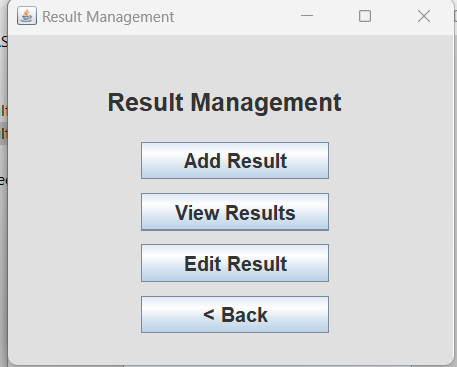 Result Management
Result Management
Add Result
View Results
Edit Result
< Back